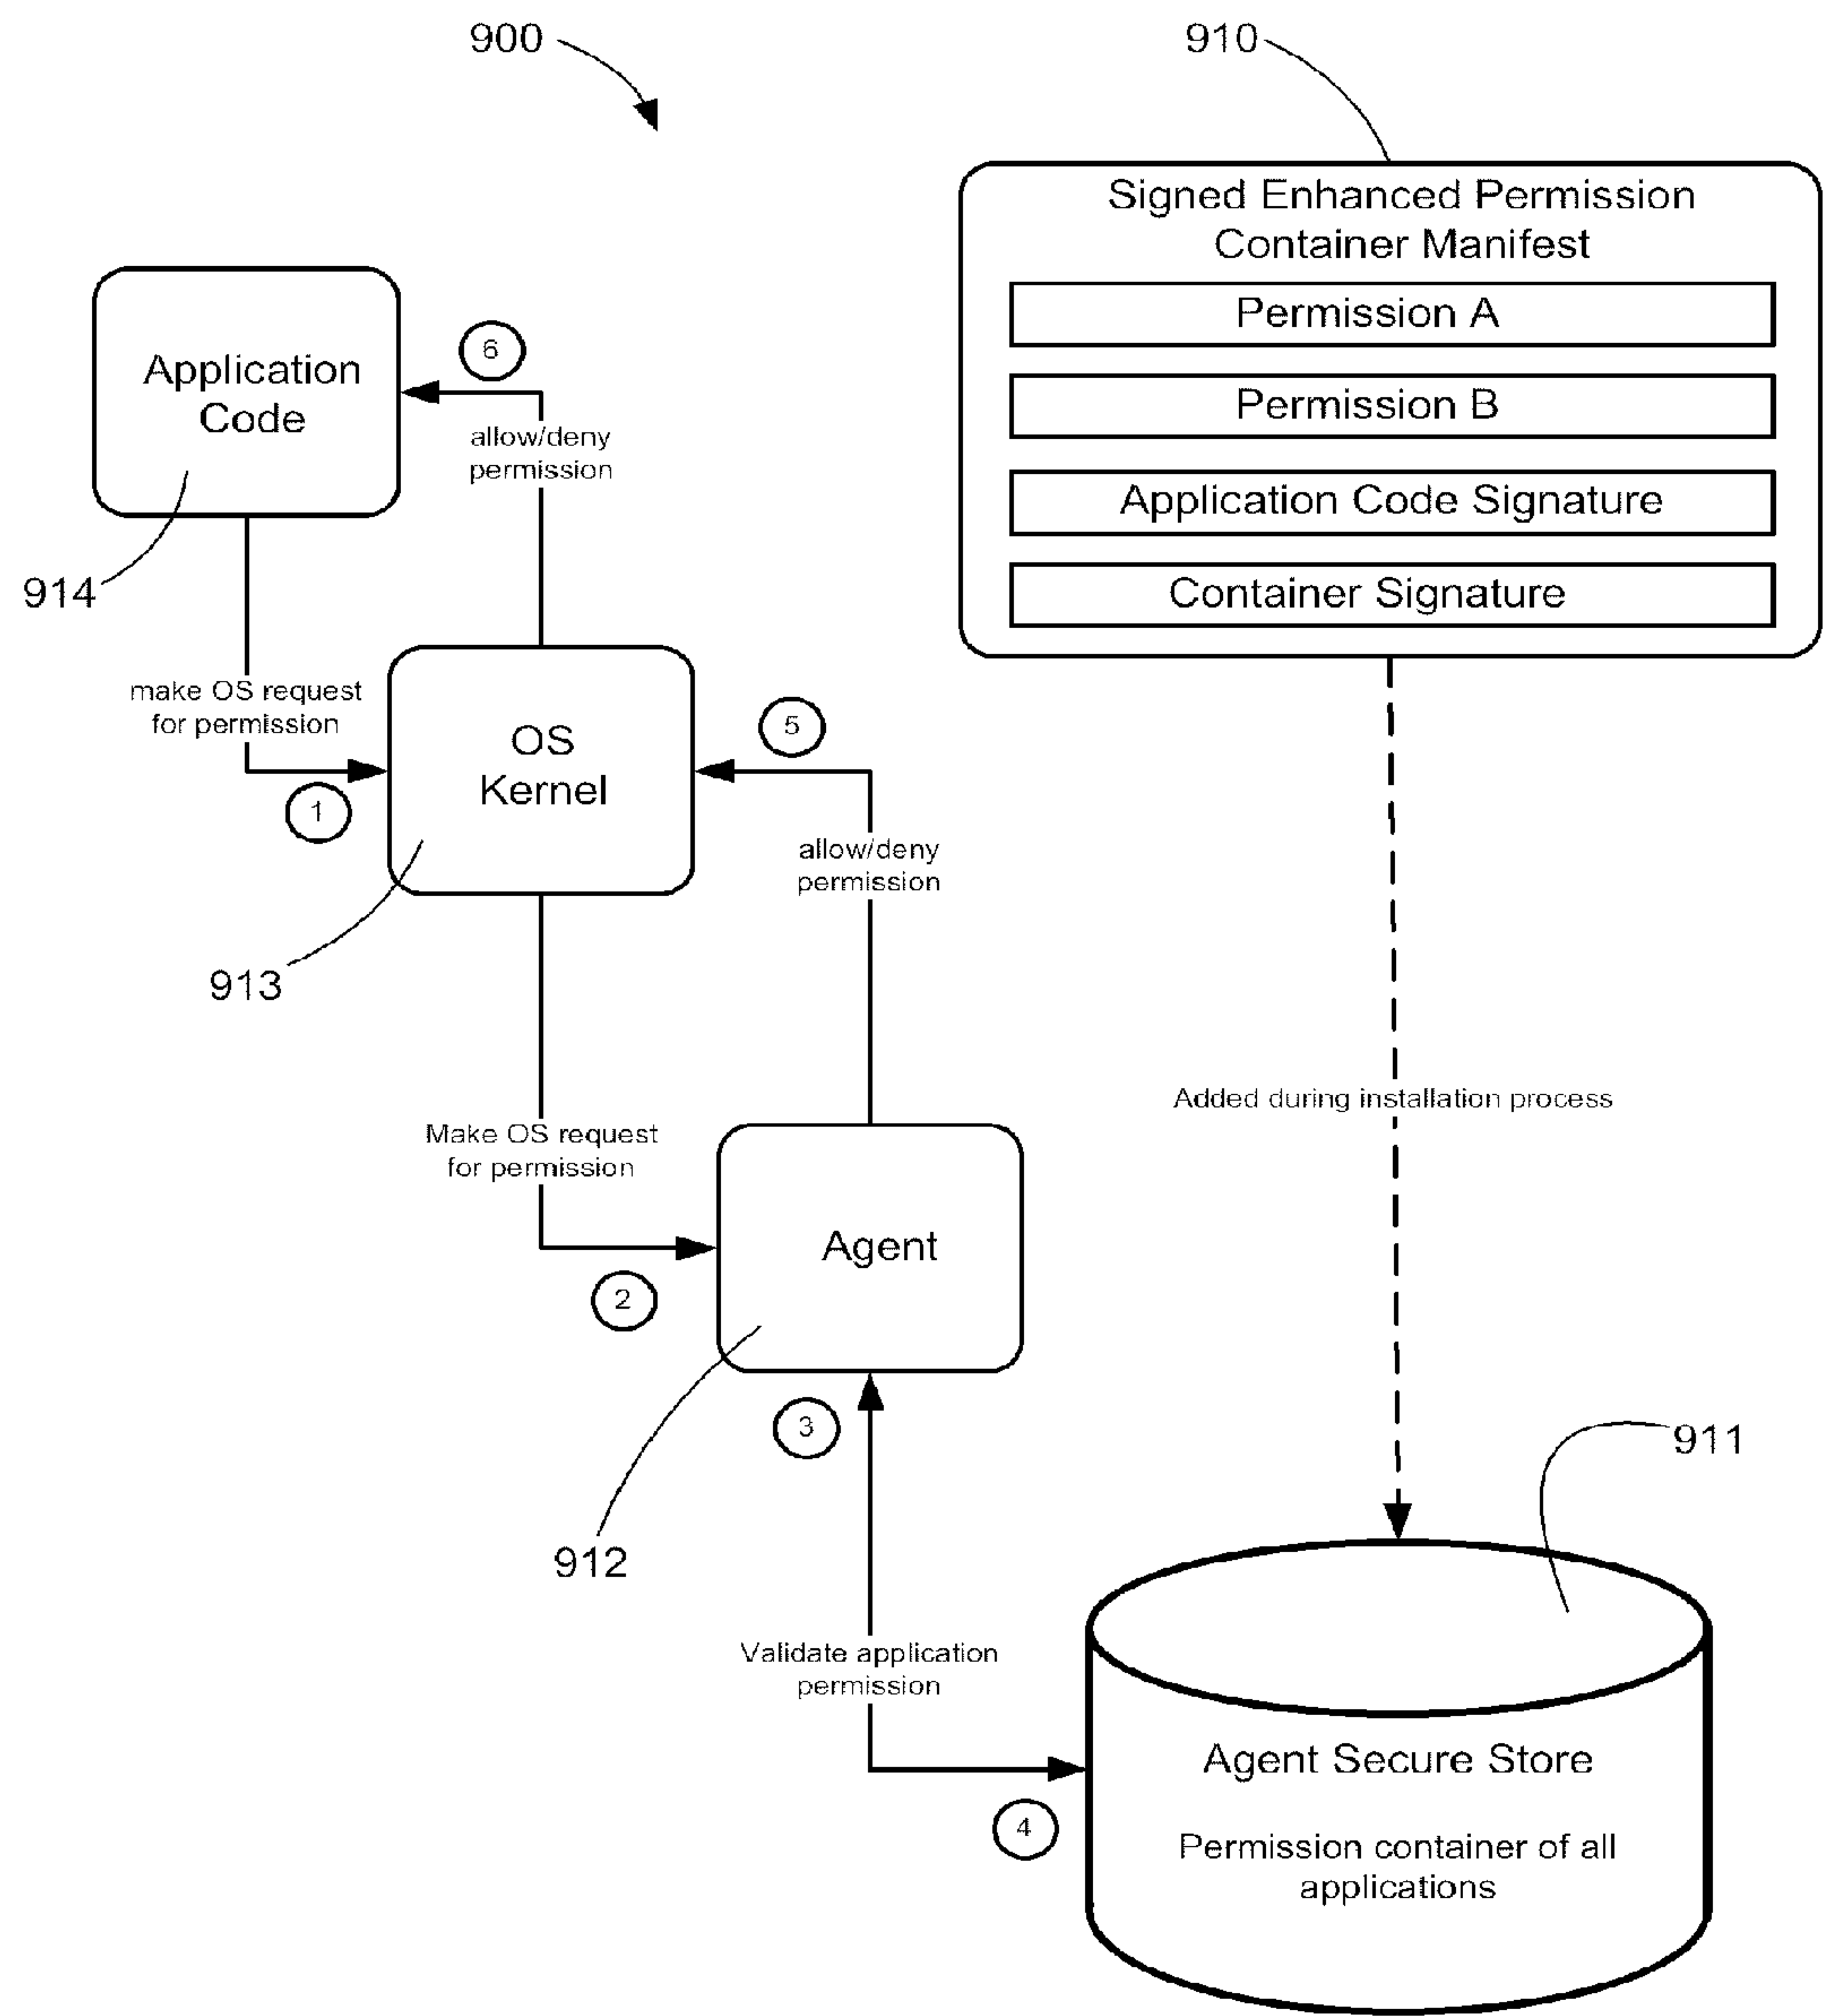 900
910
Signed Enhanced Permission
Container Manifest
Permission A
Permission B
Application Code Signature
Container Signature
Application
Code
6
allow/deny
permission
914
make OS request
for permission
1
OS
Kernel
5
allow/deny
permission
913
Make OS request
for permission
2
Agent
Added during installation process
3
912
911
Validate application
permission
4
Agent Secure Store
Permission container of all
applications